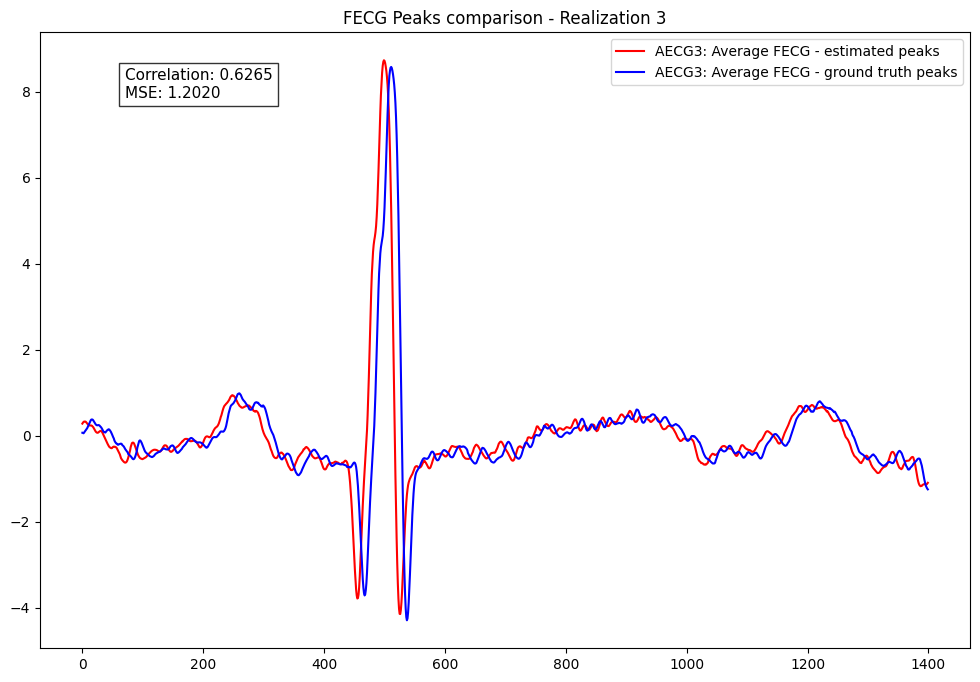 FECG Peaks comparison - Realization 3
Correlation: 0.6265
MSE: 1.2020
AECG3: Average FECG - estimated peaks
AECG3: Average FECG - ground truth peaks
8
6
4
2
0
−2
−4
0 200 400 600 800 1000 1200 1400